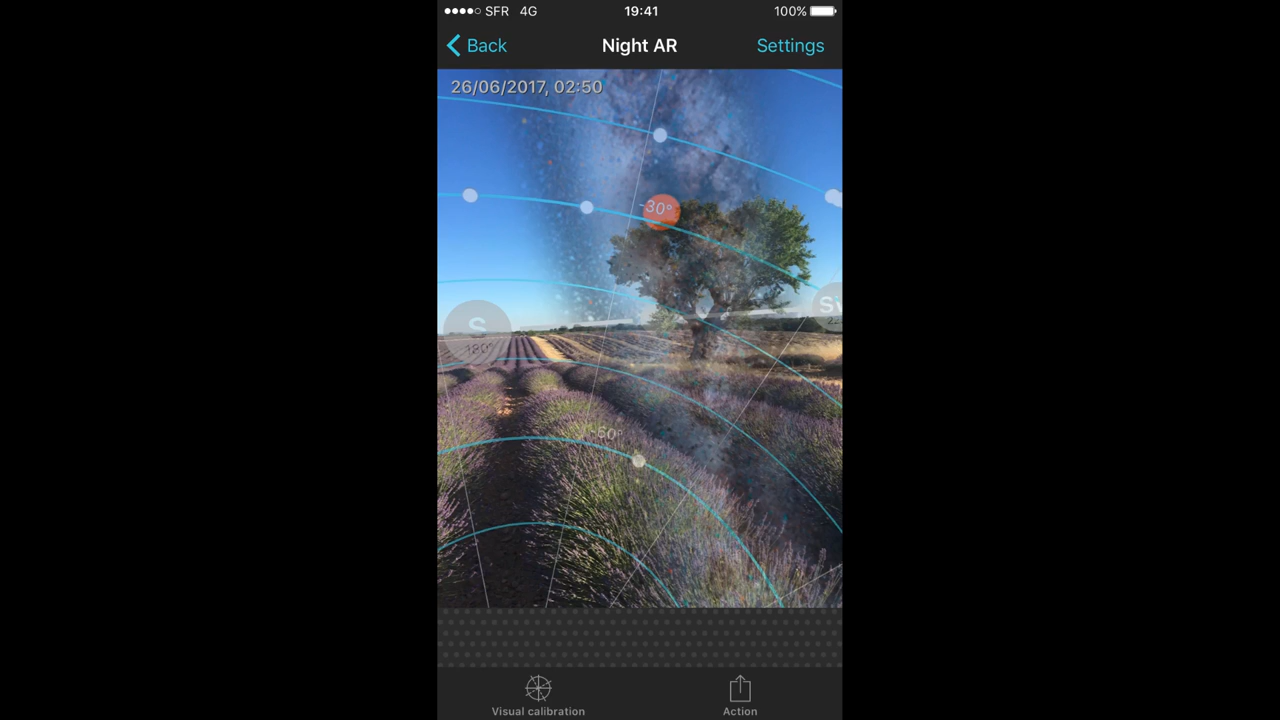 SFR 4G 19:41 100%
Back Night AR Settings
26/06/2017, 02:50
-30°
S
180°
-60°
Visual calibration Action